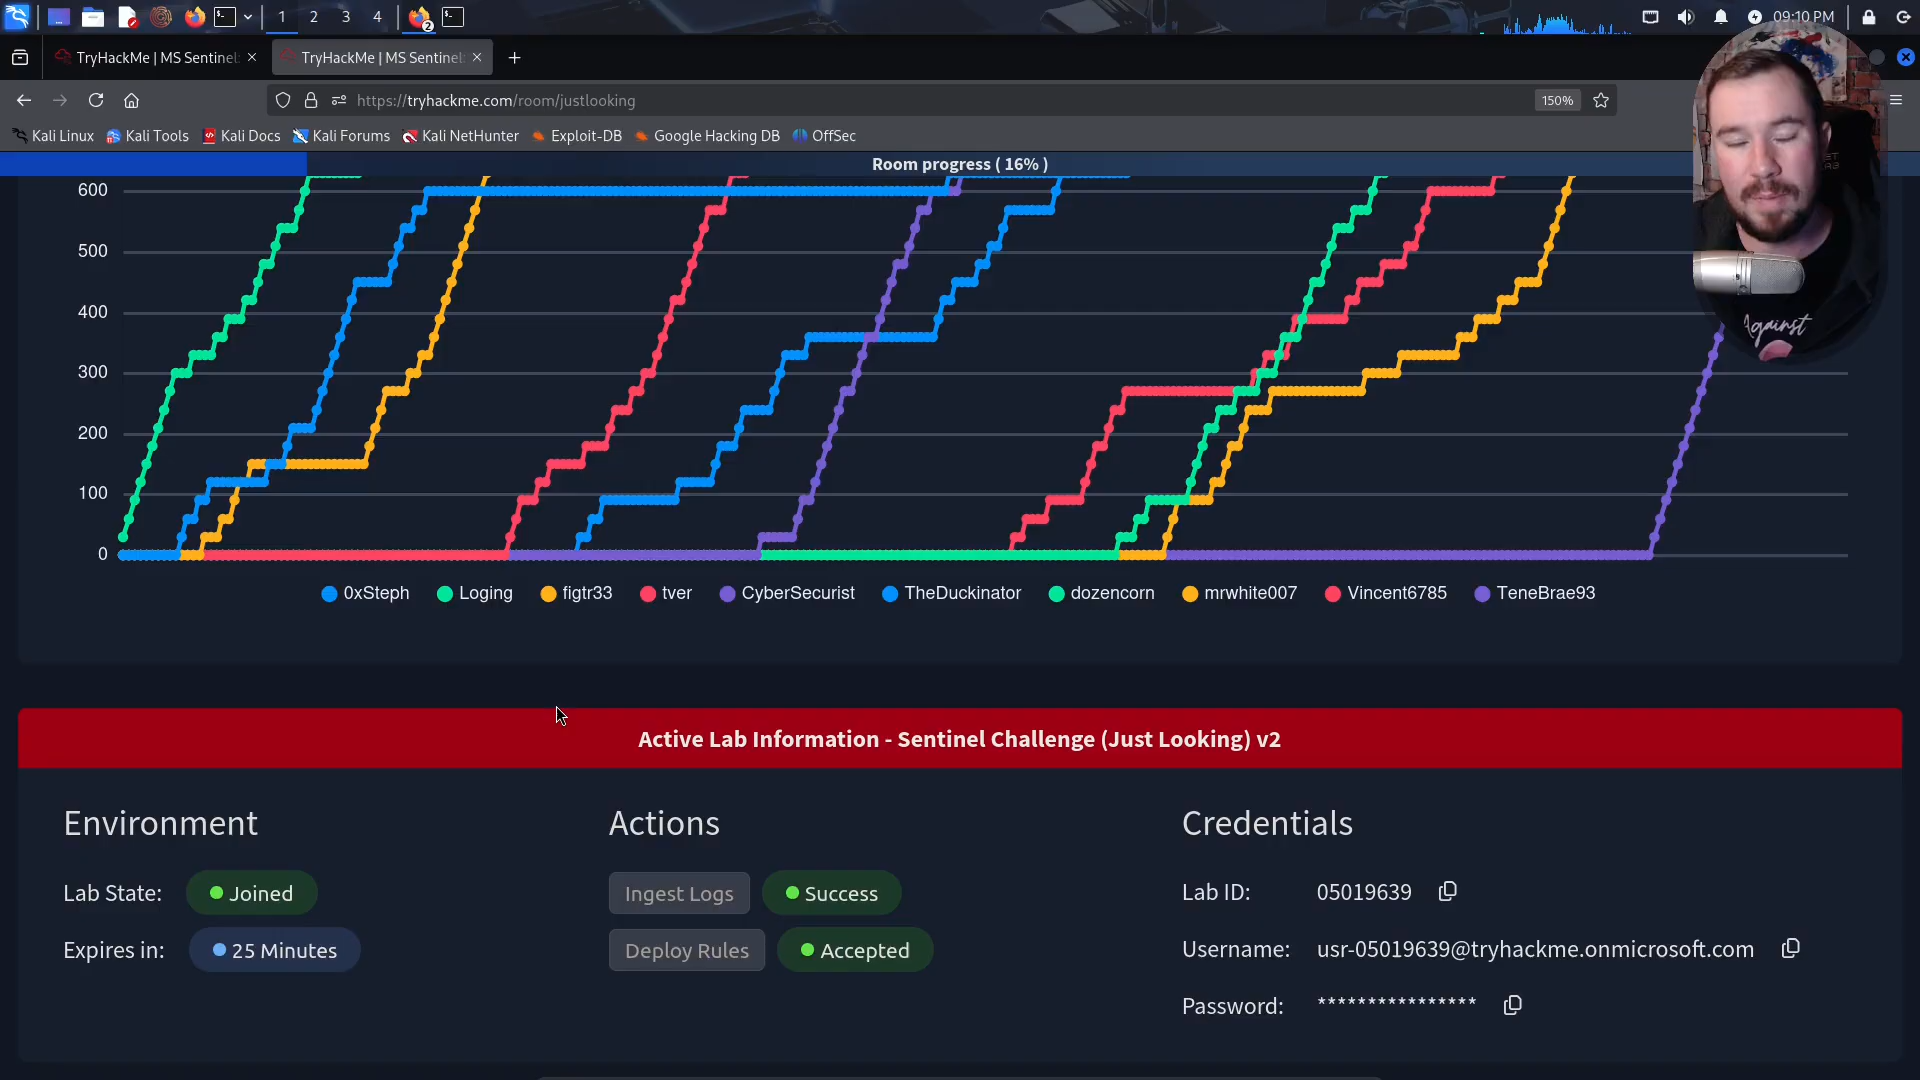 1 2 3 4
2
09:10 PM
TryHackMe | MS Sentinel:
TryHackMe | MS Sentinel:
https://tryhackme.com/room/justlooking
150%
Kali Linux Kali Tools Kali Docs Kali Forums Kali NetHunter Exploit-DB Google Hacking DB OffSec
Room progress ( 16% )
600
500
400
300
200
100
0
0xSteph Loging figtr33 tver CyberSecurist TheDuckinator dozencorn mrwhite007 Vincent6785 TeneBrae93
Against
Active Lab Information - Sentinel Challenge (Just Looking) v2
Environment
Lab State: Joined
Expires in: 25 Minutes
Actions
Ingest Logs Success
Deploy Rules Accepted
Credentials
Lab ID: 05019639
Username: usr-05019639@tryhackme.onmicrosoft.com
Password: ****************